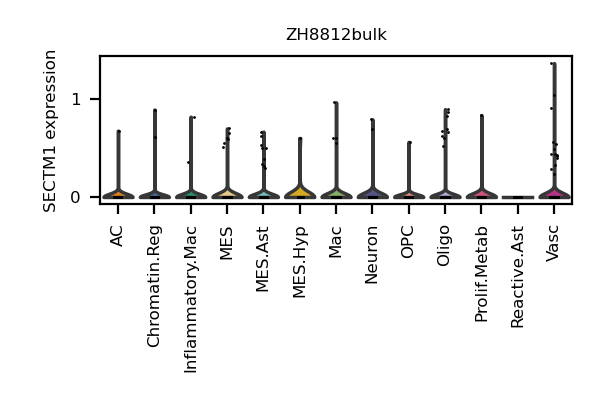 ZH8812bulk
SECTM1 expression
1
0
AC
Chromatin.Reg
Inflammatory.Mac
MES
MES.Ast
MES.Hyp
Mac
Neuron
OPC
Oligo
Prolif.Metab
Reactive.Ast
Vasc